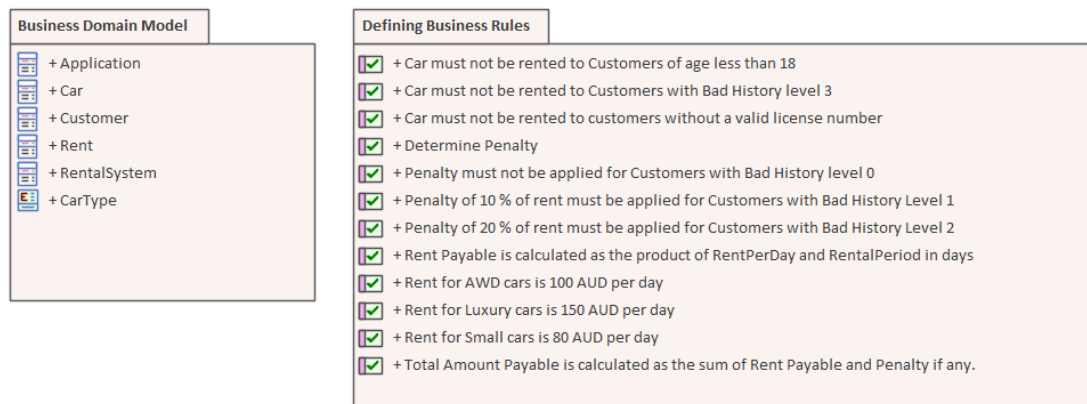 Business Domain Model
+ Application
+ Car
+ Customer
+ Rent
+ RentalSystem
+ CarType
Defining Business Rules
+ Car must not be rented to Customers of age less than 18
+ Car must not be rented to Customers with Bad History level 3
+ Car must not be rented to customers without a valid license number
+ Determine Penalty
+ Penalty must not be applied for Customers with Bad History level 0
+ Penalty of 10 % of rent must be applied for Customers with Bad History Level 1
+ Penalty of 20 % of rent must be applied for Customers with Bad History Level 2
+ Rent Payable is calculated as the product of RentPerDay and RentalPeriod in days
+ Rent for AWD cars is 100 AUD per day
+ Rent for Luxury cars is 150 AUD per day
+ Rent for Small cars is 80 AUD per day
+ Total Amount Payable is calculated as the sum of Rent Payable and Penalty if any.